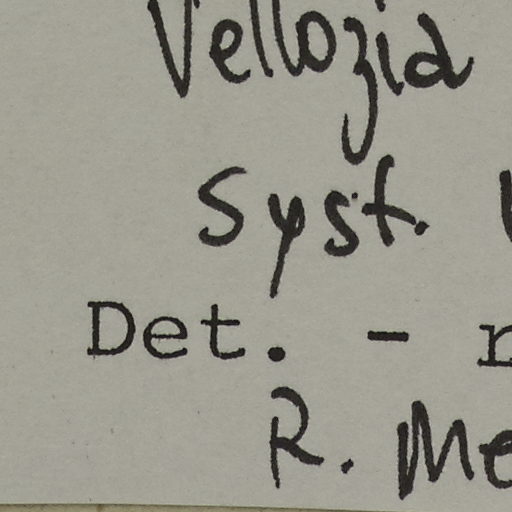 Vellozia
Syst.
Det. -
R. Me